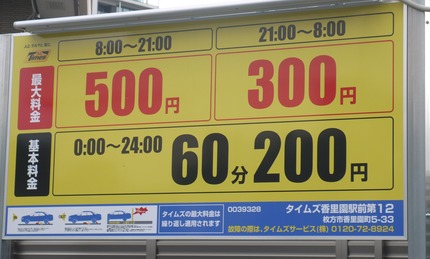 Times
8:00～21:00
21:00～8:00
最大料金
500円
300円
基本料金
0:00～24:00
60分200円
タイムズの最大料金は
繰り返し適用されます
0039328
タイムズ香里園駅前第12
枚方市香里園町5-33
故障の際は、タイムズサービス(株) 0120-72-8924